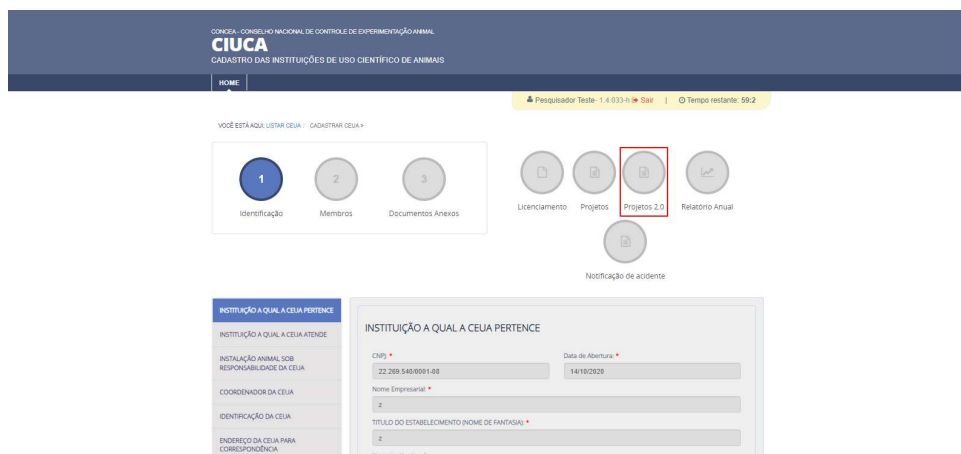 CONCEA - CONSELHO NACIONAL DE CONTROLE DE EXPERIMENTAÇÃO ANIMAL
CIUCA
CADASTRO DAS INSTITUIÇÕES DE USO CIENTÍFICO DE ANIMAIS
HOME
Pesquisador Teste- 1.4.033-h Sair | Tempo restante: 59:2
VOCÊ ESTÁ AQUI: LISTAR CEUA / CADASTRAR CEUA >
1
2
3
Identificação
Membros
Documentos Anexos
Licenciamento
Projetos
Projetos 2.0
Relatório Anual
Notificação de acidente
INSTITUIÇÃO A QUAL A CEUA PERTENCE
INSTITUIÇÃO A QUAL A CEUA ATENDE
INSTALAÇÃO ANIMAL SOB
RESPONSABILIDADE DA CEUA
COORDENADOR DA CEUA
IDENTIFICAÇÃO DA CEUA
ENDEREÇO DA CEUA PARA
CORRESPONDÊNCIA
INSTITUIÇÃO A QUAL A CEUA PERTENCE
CNPJ: *
Data de Abertura: *
22.269.540/0001-08
14/10/2020
Nome Empresarial: *
z
TITULO DO ESTABELECIMENTO (NOME DE FANTASIA): *
z